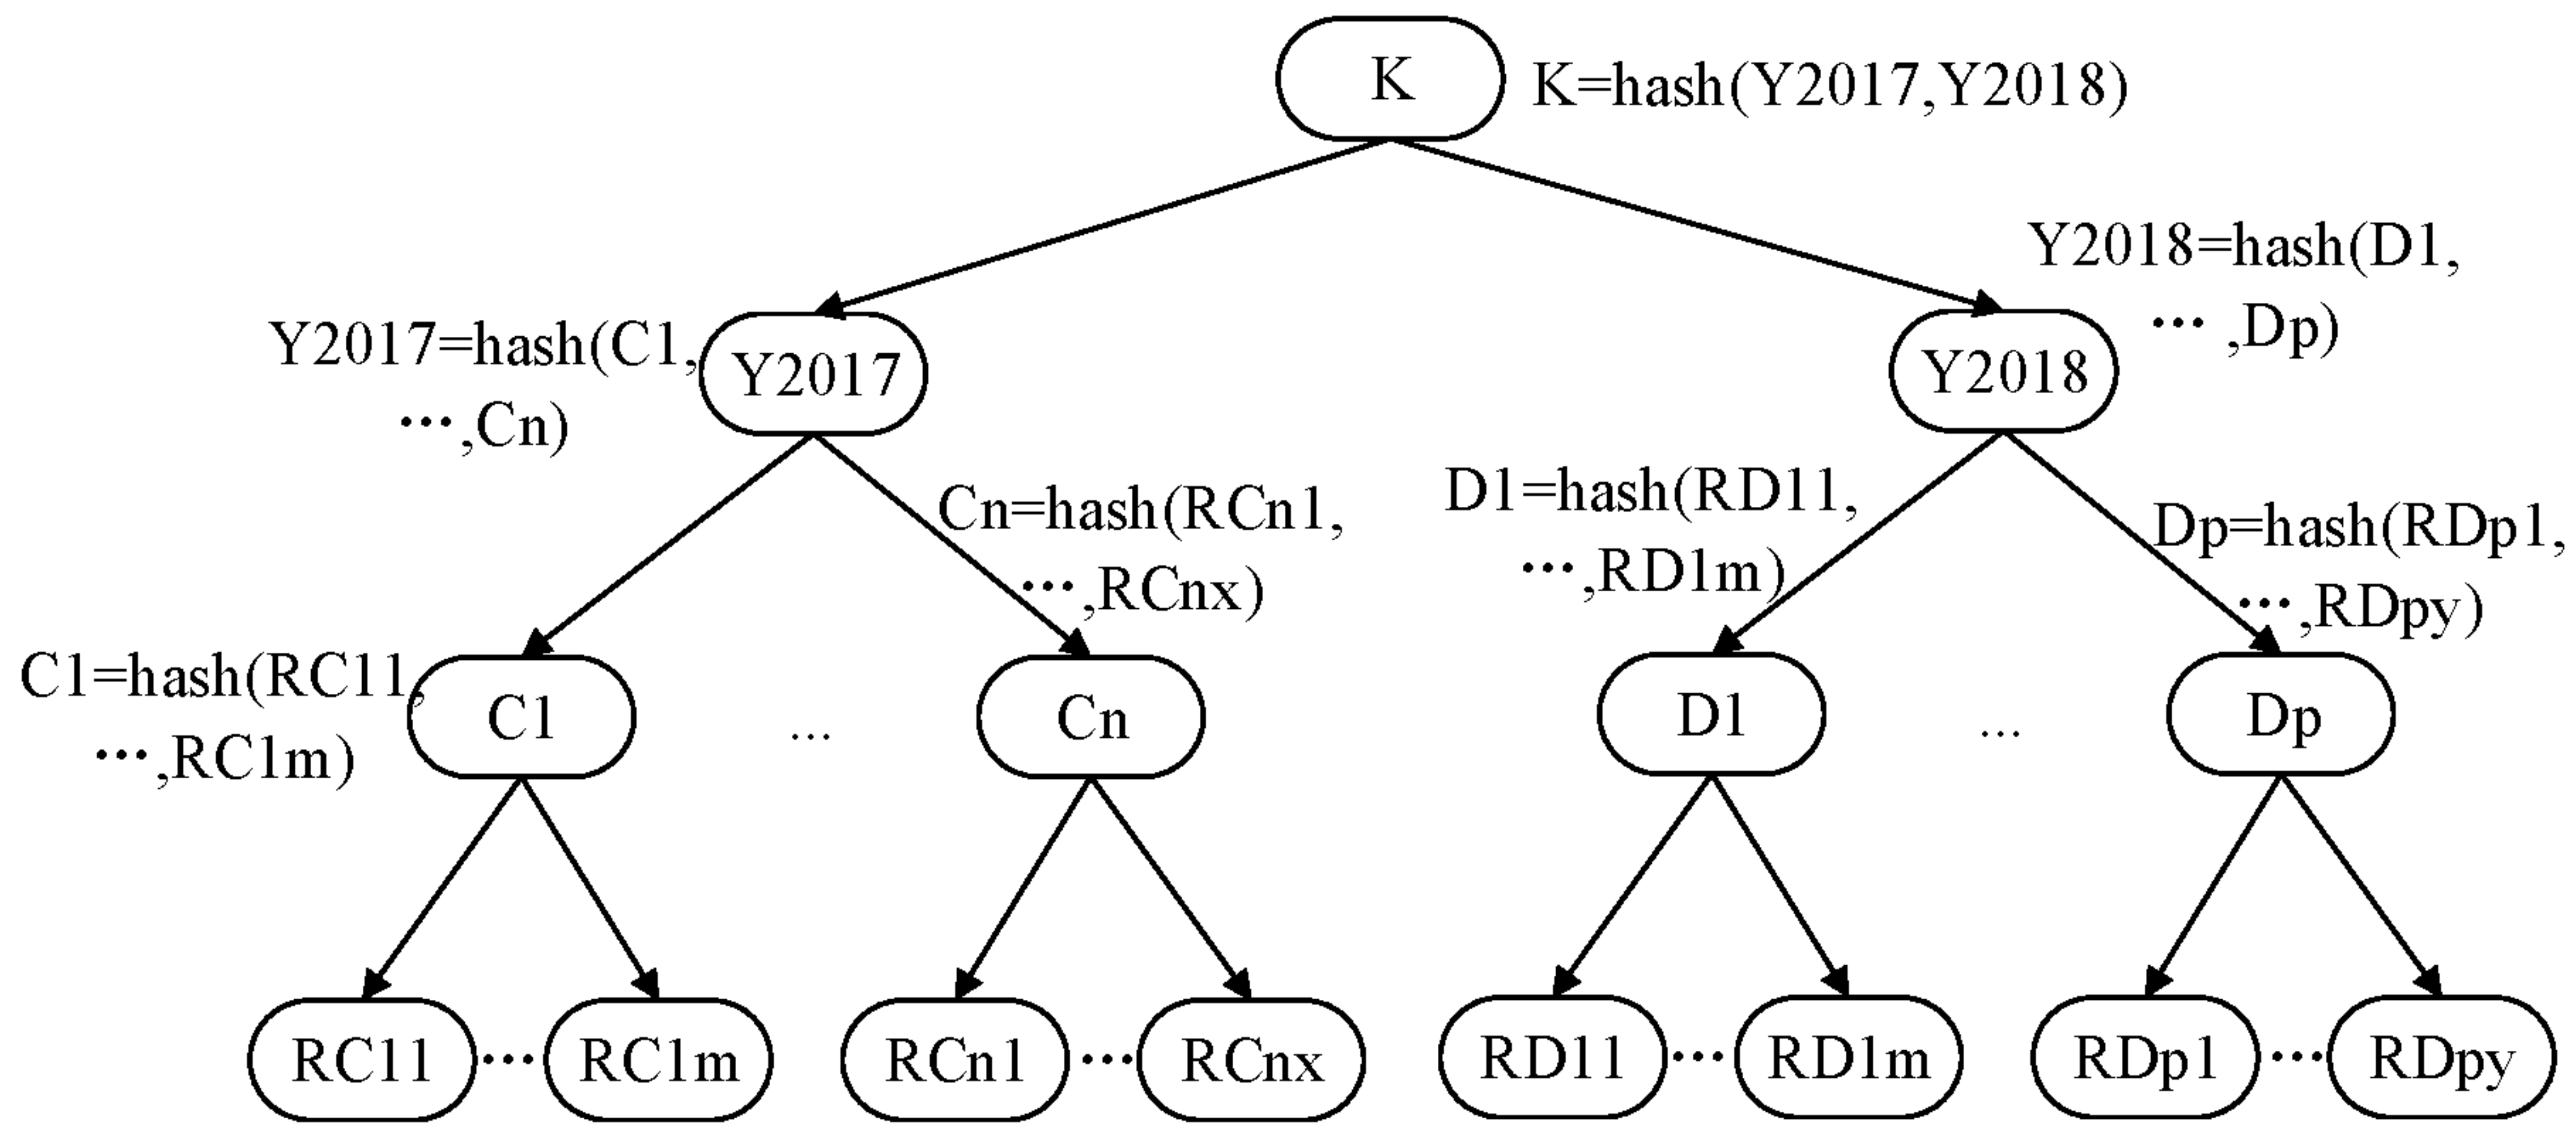 K
K=hash(Y2017,Y2018)
Y2017=hash(C1,
…,Cn)
Y2017
Y2018=hash(D1,
…,Dp)
Y2018
Cn=hash(RCn1,
…,RCnx)
D1=hash(RD11,
…,RD1m)
Dp=hash(RDp1,
…,RDpy)
C1=hash(RC11,
…,RC1m)
C1
...
Cn
D1
...
Dp
RC11…RC1m
RCn1…RCnx
RD11…RD1m
RDp1…RDpy